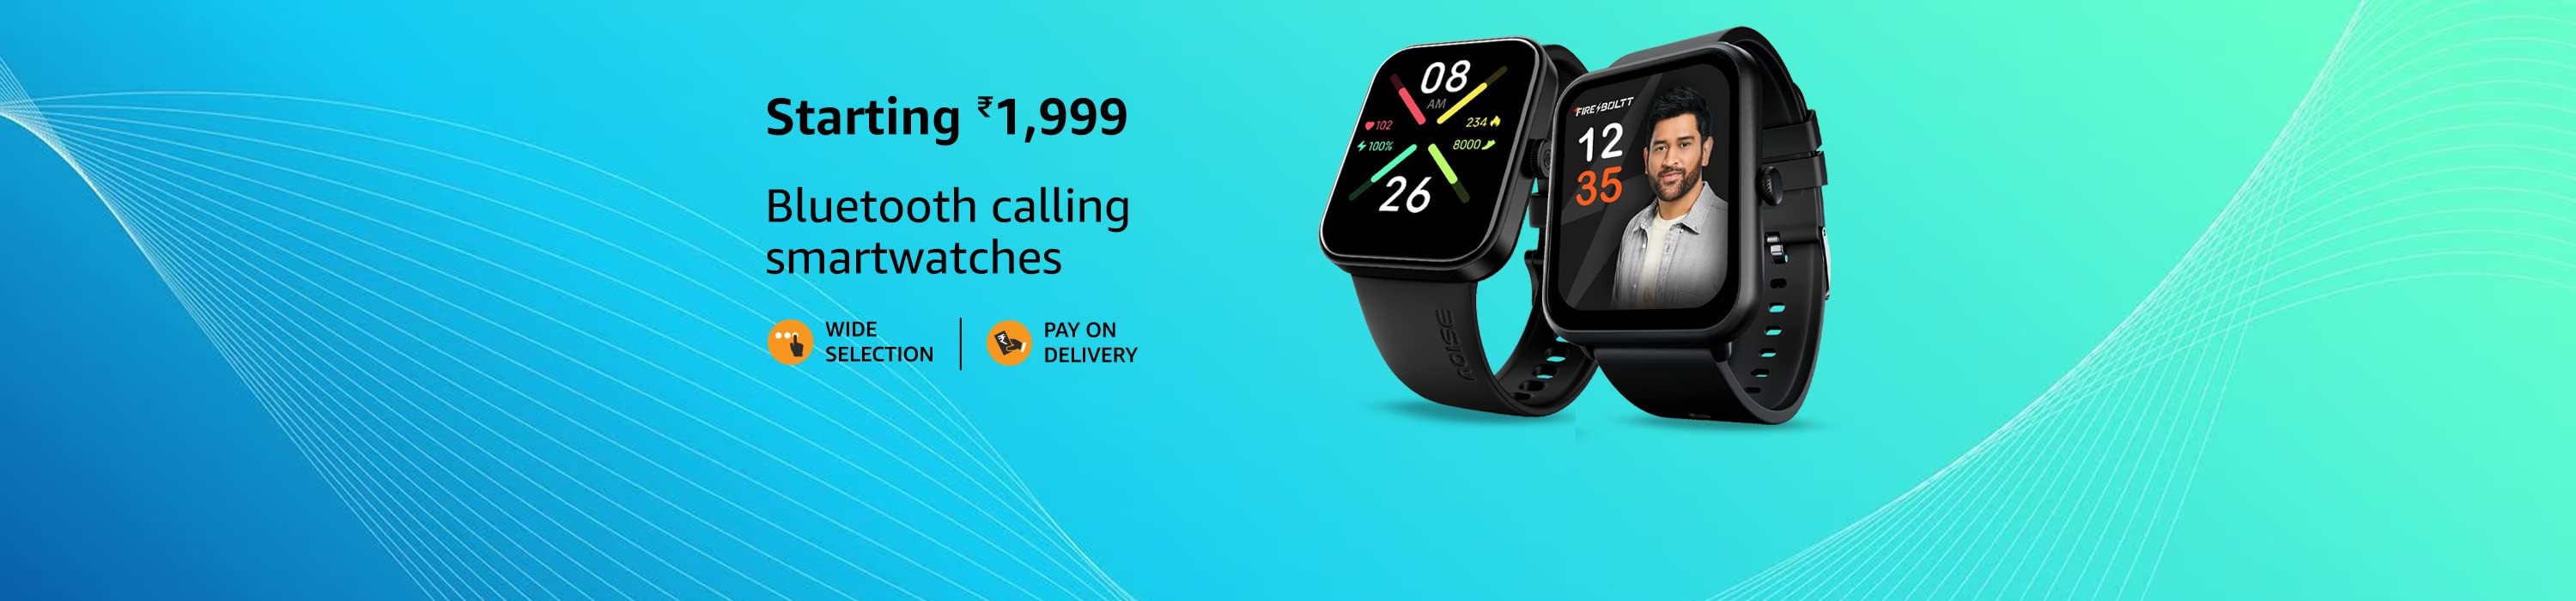 Starting ₹1,999
Bluetooth calling
smartwatches
WIDE
SELECTION
PAY ON
DELIVERY
08
AM
102
234
100%
8000
26
NOISE
FIRE BOLTT
12
35